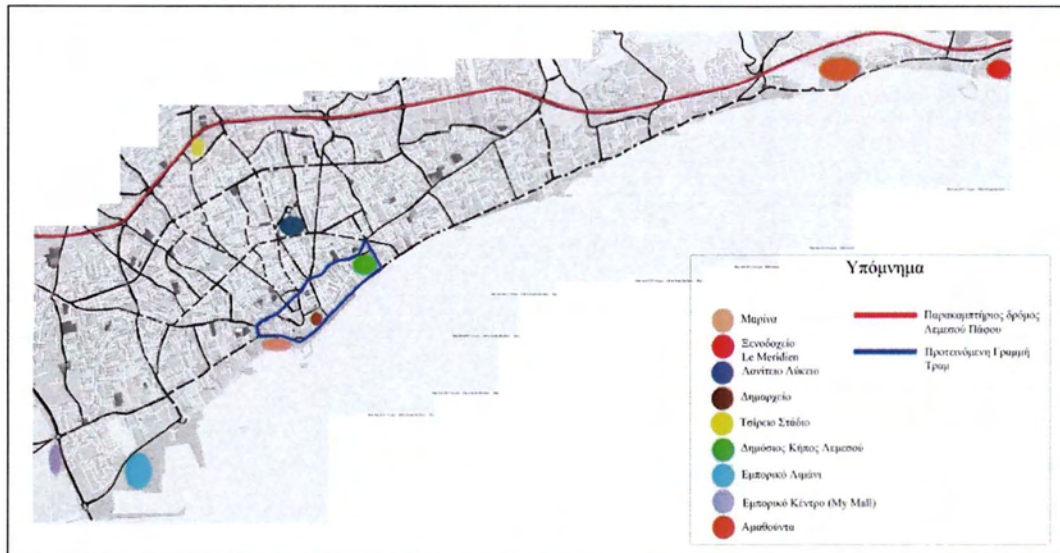 Υπόμνημα
Μαρίνα
Ξενοδοχείο
Le Meridien
Λανίτειο Λύκειο
Δημαρχείο
Τσίρειο Στάδιο
Δημόσιος Κήπος Λεμεσού
Εμπορικό Λιμάνι
Εμπορικό Κέντρο (My Mall)
Αμαθούντα
Παρακαμπτήριος δρόμος
Λεμεσού Πάφου
Προτεινόμενη Γραμμή
Τραμ